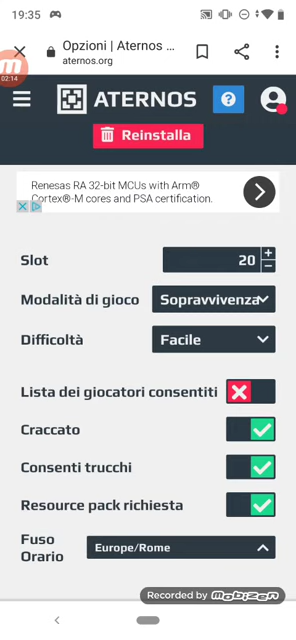 19:35
Opzioni | Aternos ...
aternos.org
02:14
ATERNOS
?
Reinstalla
Renesas RA 32-bit MCUs with Arm®
Cortex®-M cores and PSA certification.
Slot 20
Modalità di gioco Sopravvivenza
Difficoltà Facile
Lista dei giocatori consentiti
Craccato
Consenti trucchi
Resource pack richiesta
Fuso
Orario
Europe/Rome
Recorded by Mobizen